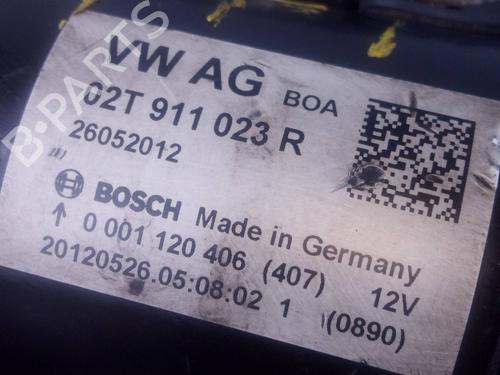 VW AG BOA
02T 911 023 R
26052012
BOSCH Made in Germany
↑ 0 001 120 406 (407) 12V
20120526.05:08:02 1 (0890)
B-PARTS